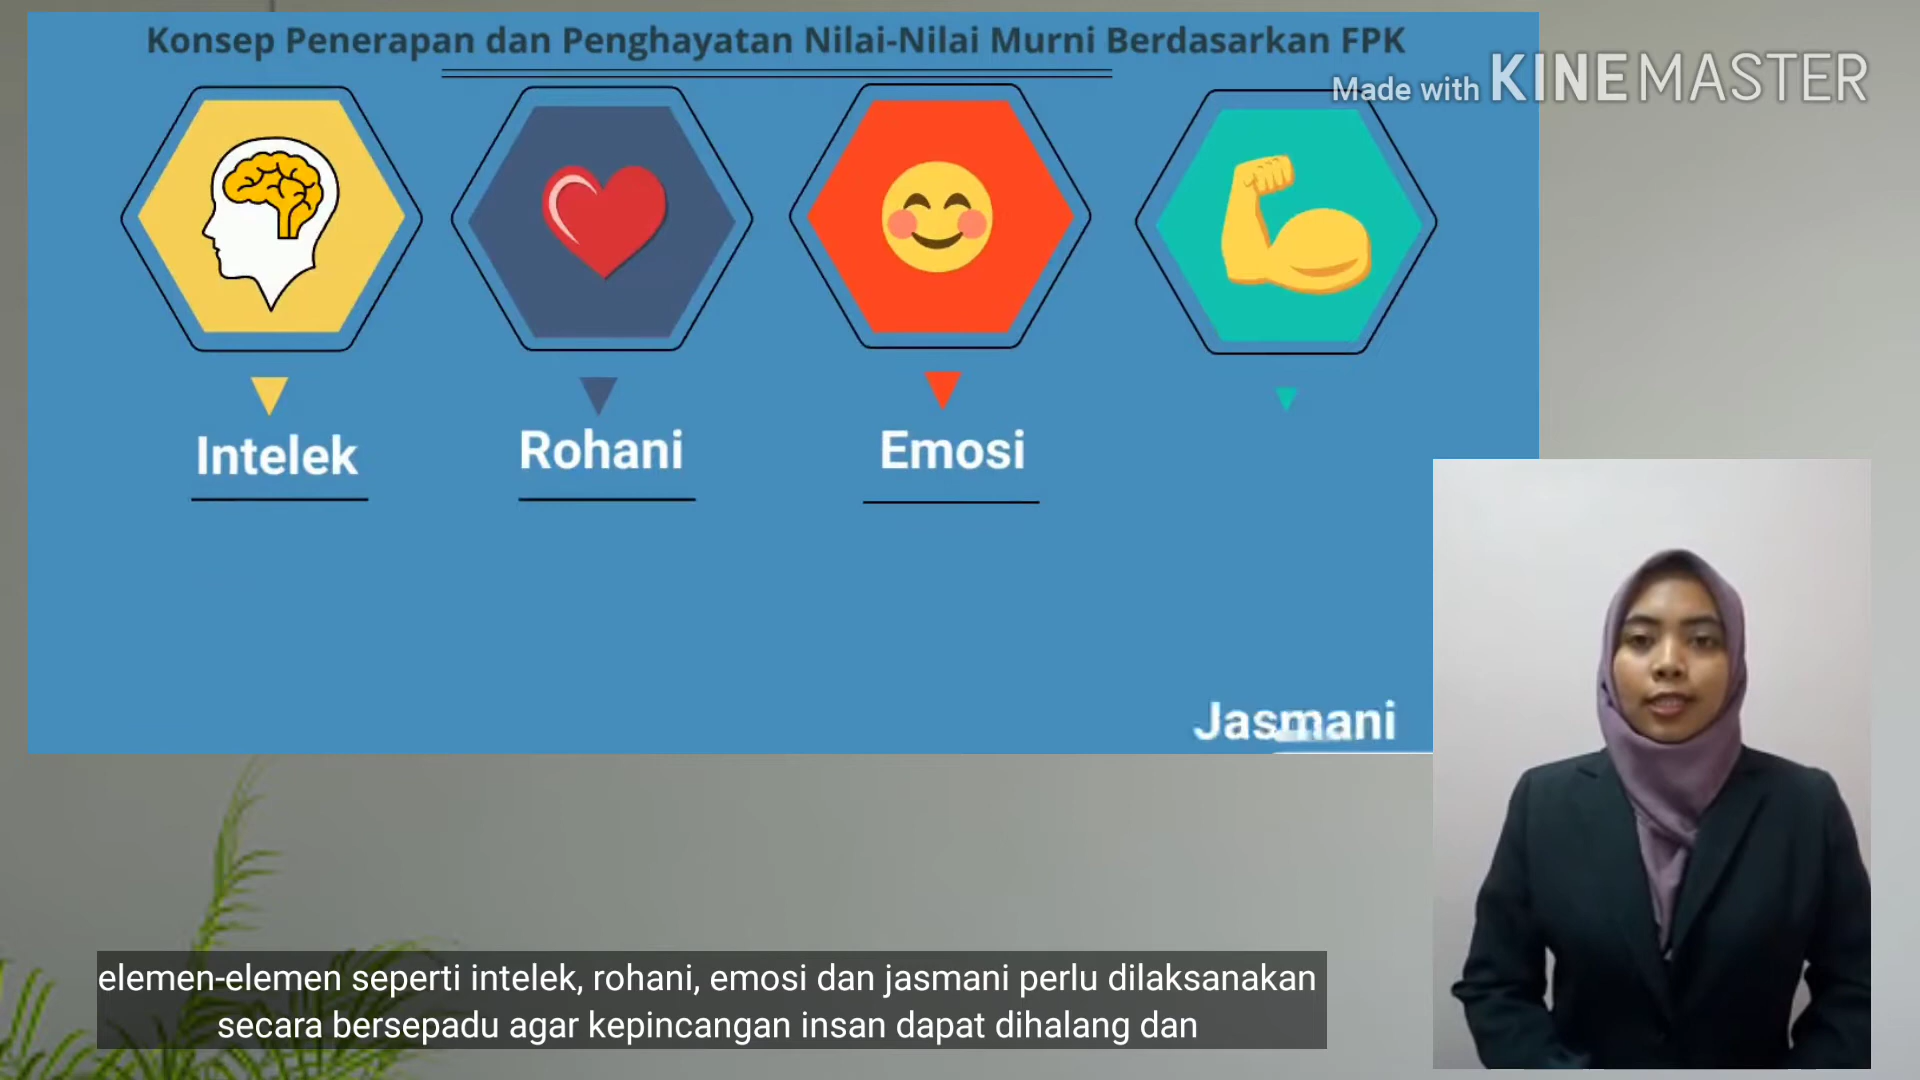 Konsep Penerapan dan Penghayatan Nilai-Nilai Murni Berdasarkan FPK
Made with KINEMASTER
Intelek
Rohani
Emosi
Jasmani
elemen-elemen seperti intelek, rohani, emosi dan jasmani perlu dilaksanakan
secara bersepadu agar kepincangan insan dapat dihalang dan